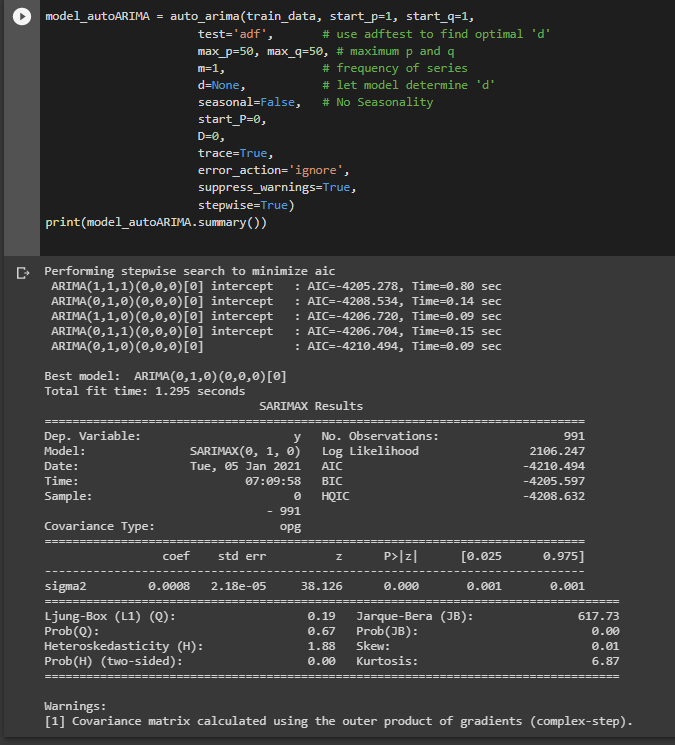 model_autoARIMA = auto_arima(train_data, start_p=1, start_q=1,
                      test='adf',       # use adftest to find optimal 'd'
                      max_p=50, max_q=50, # maximum p and q
                      m=1,              # frequency of series
                      d=None,           # let model determine 'd'
                      seasonal=False,   # No Seasonality
                      start_P=0,
                      D=0,
                      trace=True,
                      error_action='ignore',
                      suppress_warnings=True,
                      stepwise=True)
print(model_autoARIMA.summary())
Performing stepwise search to minimize aic
 ARIMA(1,1,1)(0,0,0)[0] intercept   : AIC=-4205.278, Time=0.80 sec
 ARIMA(0,1,0)(0,0,0)[0] intercept   : AIC=-4208.534, Time=0.14 sec
 ARIMA(1,1,0)(0,0,0)[0] intercept   : AIC=-4206.720, Time=0.09 sec
 ARIMA(0,1,1)(0,0,0)[0] intercept   : AIC=-4206.704, Time=0.15 sec
 ARIMA(0,1,0)(0,0,0)[0]             : AIC=-4210.494, Time=0.09 sec
Best model:  ARIMA(0,1,0)(0,0,0)[0]
Total fit time: 1.295 seconds
                               SARIMAX Results
==============================================================================
Dep. Variable:                      y   No. Observations:                  991
Model:               SARIMAX(0, 1, 0)   Log Likelihood                2106.247
Date:                Tue, 05 Jan 2021   AIC                          -4210.494
Time:                        07:09:58   BIC                          -4205.597
Sample:                             0   HQIC                         -4208.632
                                - 991
Covariance Type:                  opg
==============================================================================
                 coef    std err          z      P>|z|      [0.025      0.975]
------------------------------------------------------------------------------
sigma2         0.0008   2.18e-05     38.126      0.000       0.001       0.001
===================================================================================
Ljung-Box (L1) (Q):                   0.19   Jarque-Bera (JB):               617.73
Prob(Q):                              0.67   Prob(JB):                         0.00
Heteroskedasticity (H):               1.88   Skew:                             0.01
Prob(H) (two-sided):                  0.00   Kurtosis:                         6.87
===================================================================================
Warnings:
[1] Covariance matrix calculated using the outer product of gradients (complex-step).